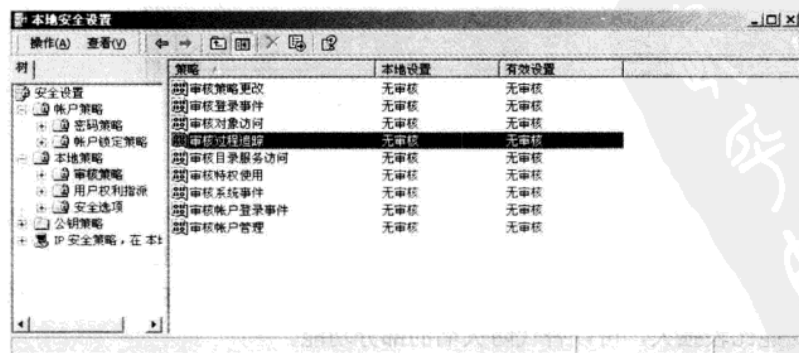 本地安全设置
操作(A) 查看(V)
树
策略 本地设置 有效设置
安全设置
帐户策略
密码策略
帐户锁定策略
本地策略
审核策略
用户权利指派
安全选项
公钥策略
IP 安全策略，在 本
审核策略更改 无审核 无审核
审核登录事件 无审核 无审核
审核对象访问 无审核 无审核
审核过程追踪 无审核 无审核
审核目录服务访问 无审核 无审核
审核特权使用 无审核 无审核
审核系统事件 无审核 无审核
审核帐户登录事件 无审核 无审核
审核帐户管理 无审核 无审核